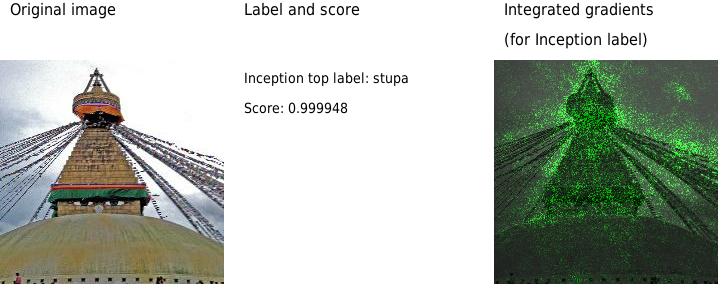 Original image
Label and score
Integrated gradients
(for Inception label)
Inception top label: stupa
Score: 0.999948